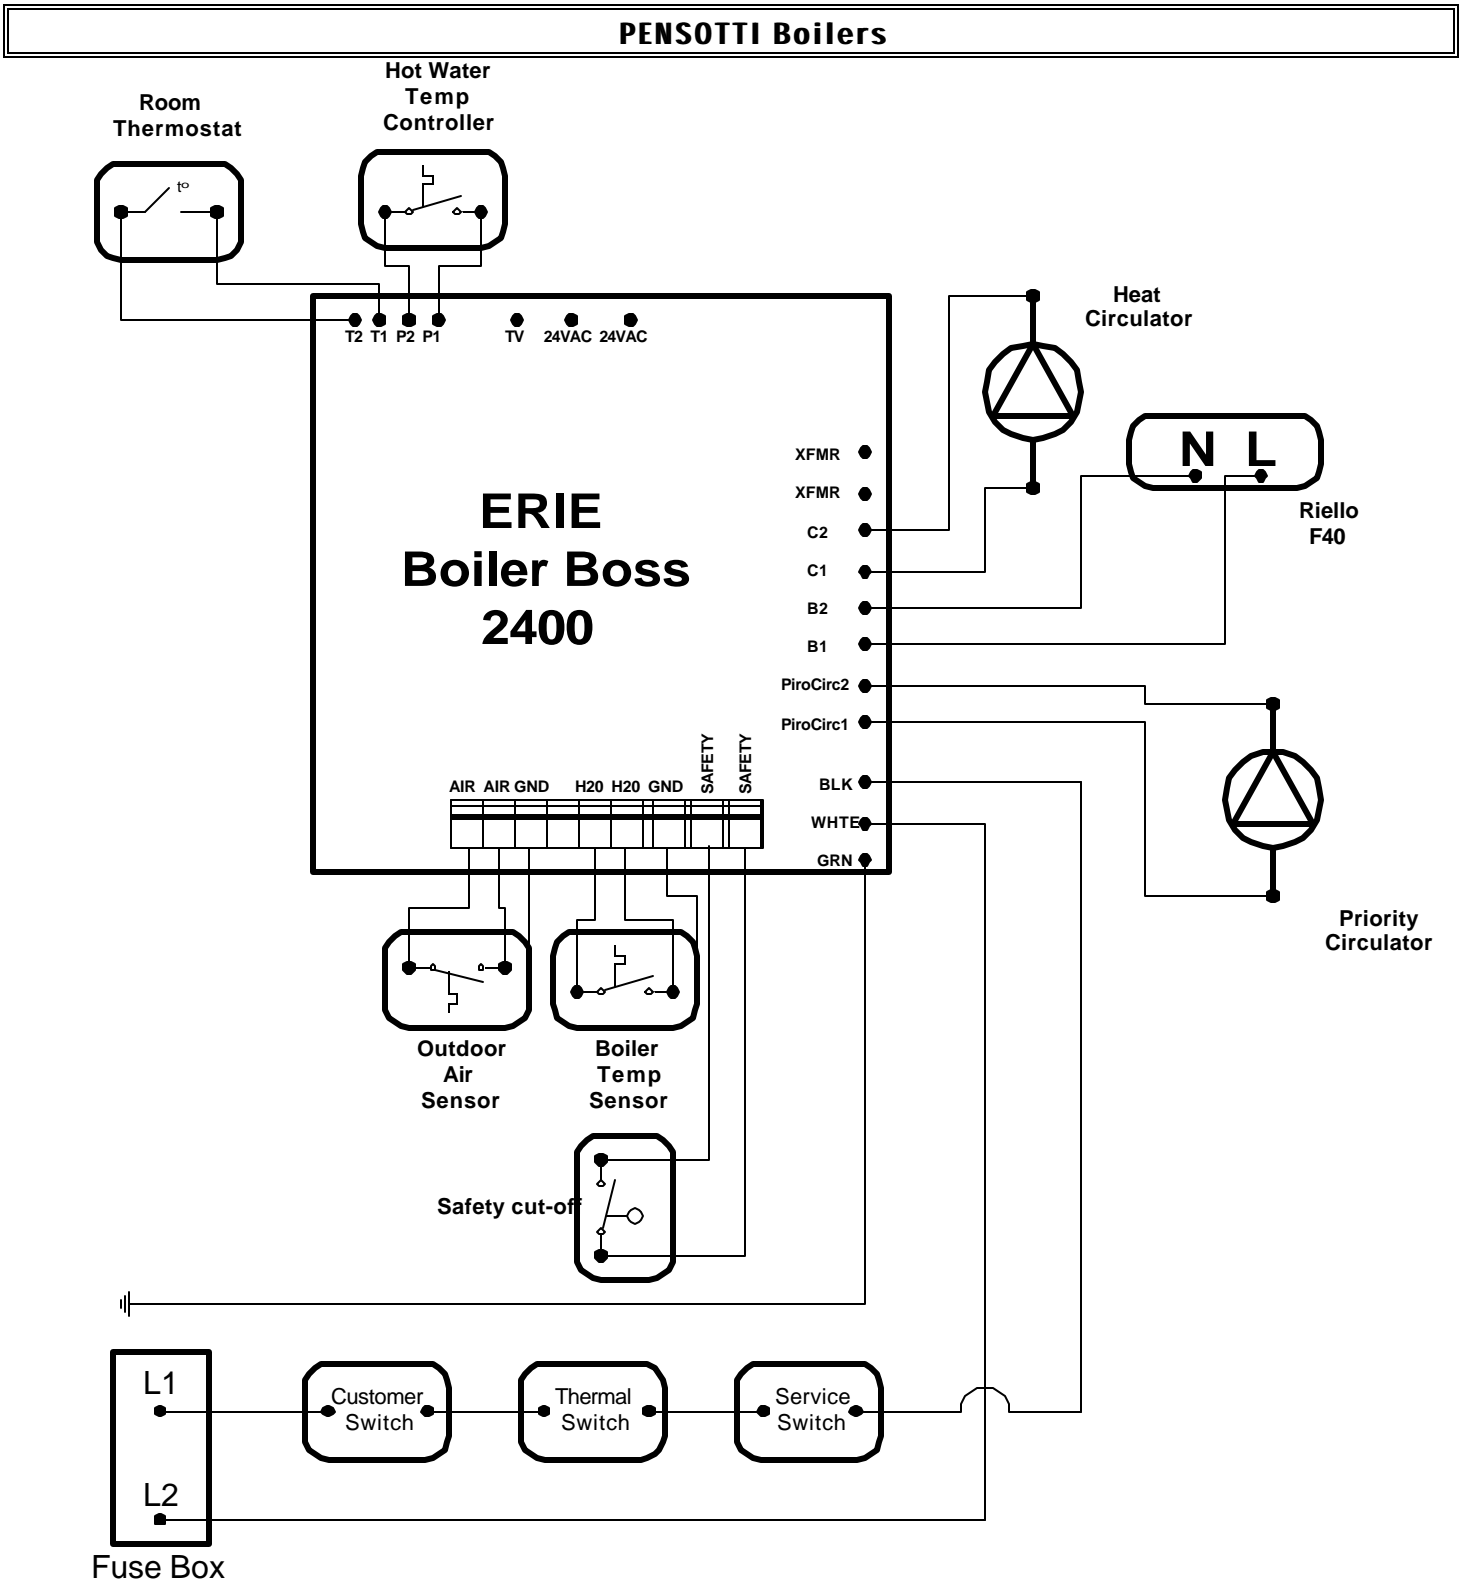 PENSOTTI Boilers
Hot Water
Temp
Controller
Room
Thermostat
to
T2 T1 P2 P1 TV 24VAC 24VAC
Heat
Circulator
N L
Riello
F40
XFMR
XFMR
C2
C1
B2
B1
PiroCirc2
PiroCirc1
BLK
WHTE
GRN
ERIE
Boiler Boss
2400
SAFETY
SAFETY
AIR AIR GND H20 H20 GND
Priority
Circulator
Outdoor
Air
Sensor
Boiler
Temp
Sensor
Safety cut-off
L1
Customer
Switch
Thermal
Switch
Service
Switch
L2
Fuse Box